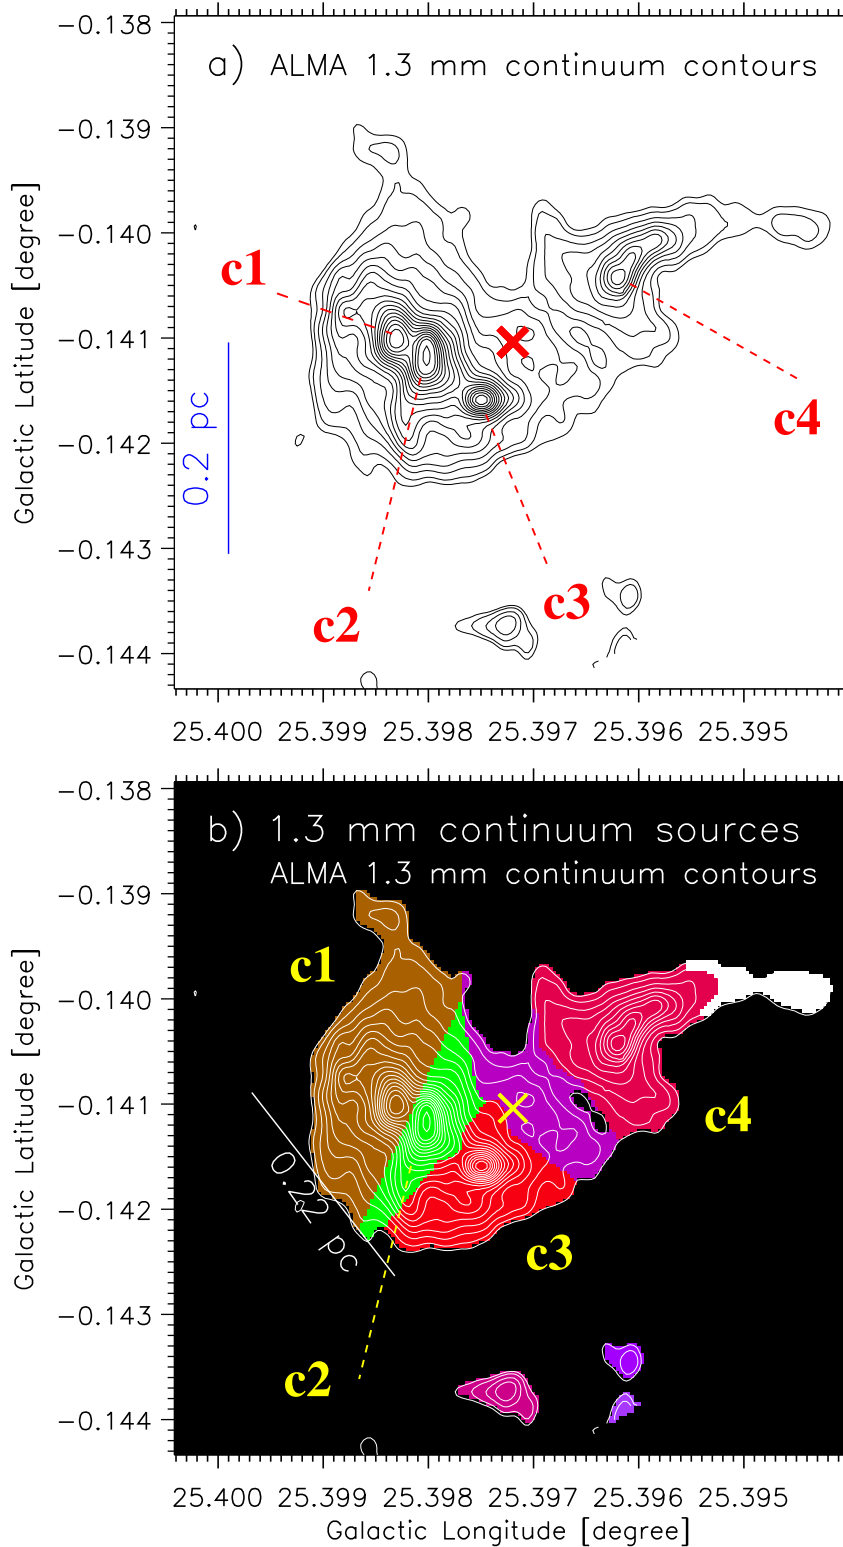 −0.138
a) ALMA 1.3 mm continuum contours
−0.139
−0.140
c1
−0.141
c4
−0.142
0.2 pc
−0.143
c2
c3
−0.144
Galactic Latitude [degree]
25.400 25.399 25.398 25.397 25.396 25.395
−0.138
b) 1.3 mm continuum sources
ALMA 1.3 mm continuum contours
−0.139
c1
−0.140
−0.141
c4
0.22 pc
−0.142
c3
−0.143
c2
−0.144
Galactic Latitude [degree]
25.400 25.399 25.398 25.397 25.396 25.395
Galactic Longitude [degree]